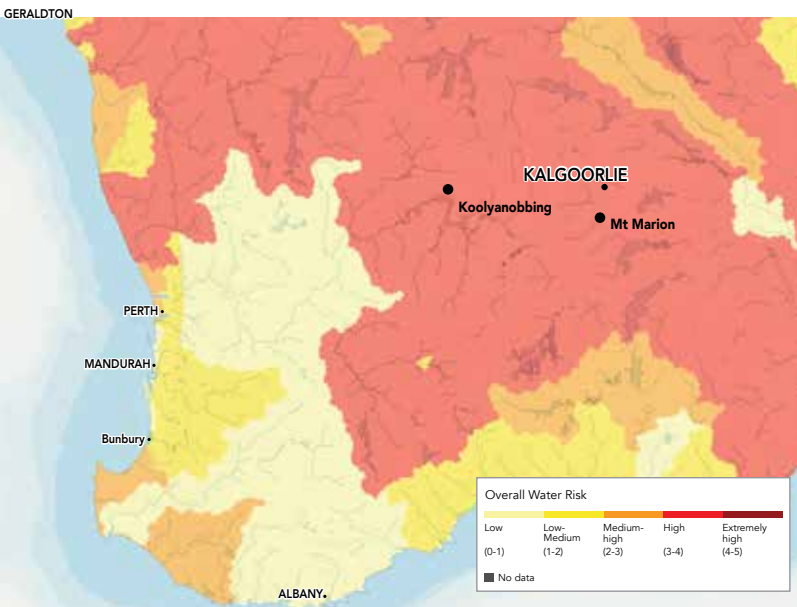 GERALDTON
KALGOORLIE
Koolyanobbing
Mt Marion
PERTH
MANDURAH
Bunbury
ALBANY
Overall Water Risk
Low
(0-1)
Low-
Medium
(1-2)
Medium-
high
(2-3)
High
(3-4)
Extremely
high
(4-5)
No data